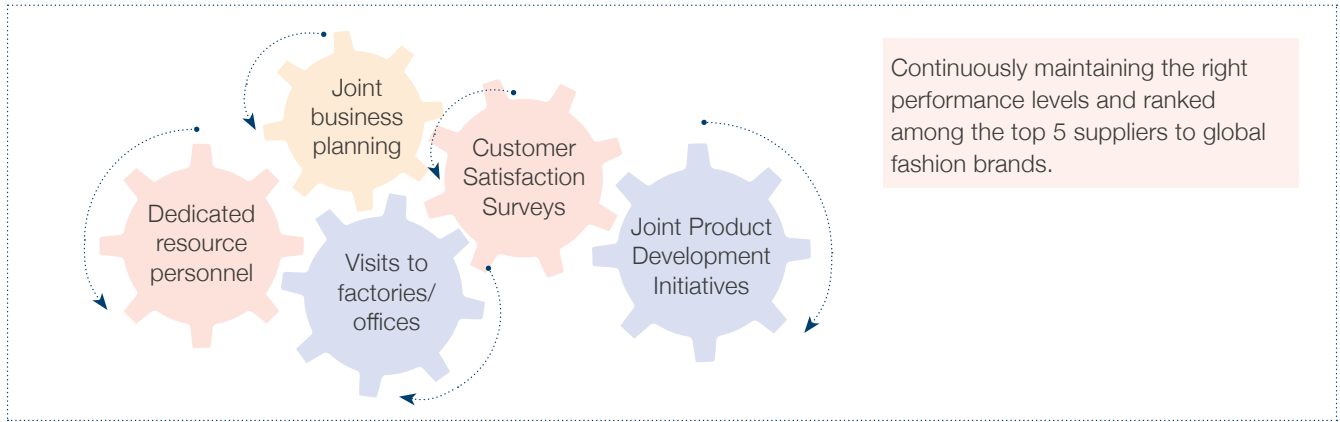 Joint
business
planning
Customer
Satisfaction
Surveys
Dedicated
resource
personnel
Visits to
factories/
offices
Joint Product
Development
Initiatives
Continuously maintaining the right
performance levels and ranked
among the top 5 suppliers to global
fashion brands.